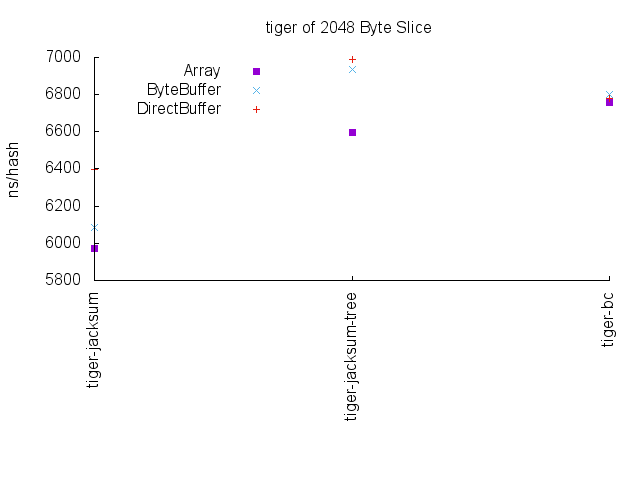 tiger of 2048 Byte Slice
7000
6800
6600
6400
6200
6000
5800
ns/hash
Array
ByteBuffer
DirectBuffer
tiger-jacksum
tiger-jacksum-tree
tiger-bc